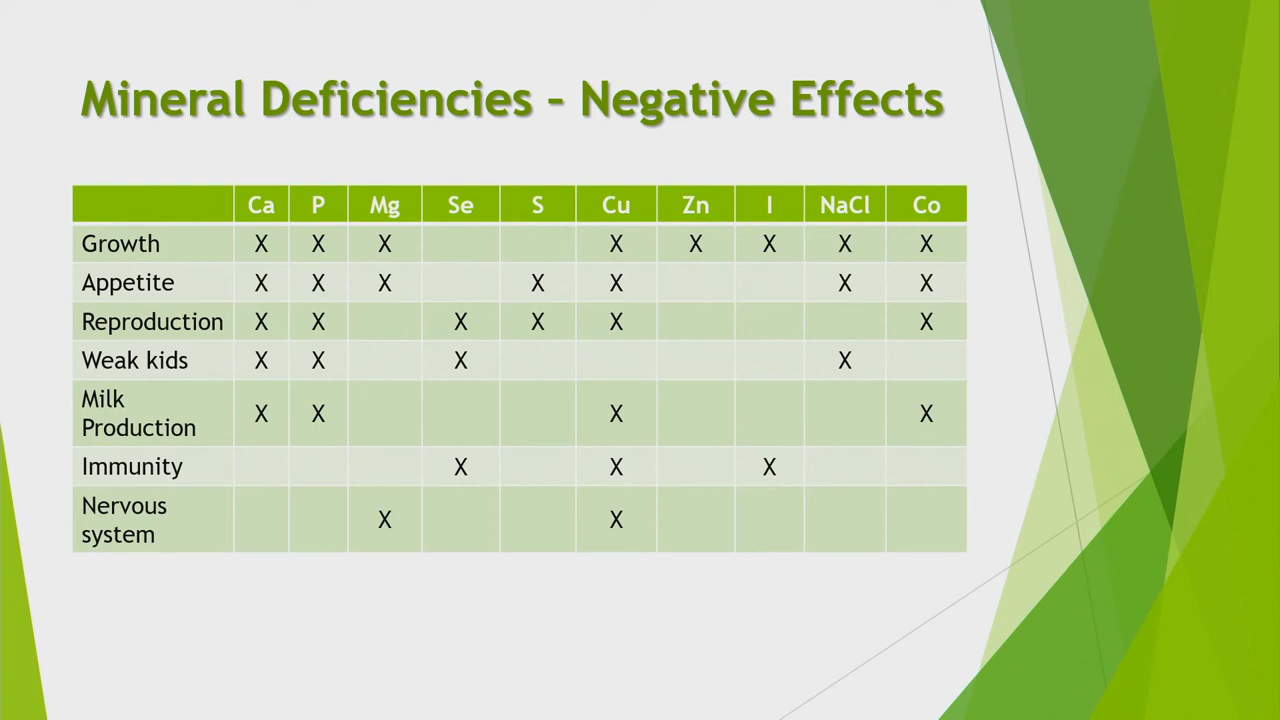 Mineral Deficiencies – Negative Effects
Ca P Mg Se S Cu Zn I NaCl Co
Growth X X X X X X X X
Appetite X X X X X X X
Reproduction X X X X X X
Weak kids X X X X
Milk
Production X X X X
Immunity X X X
Nervous
system X X